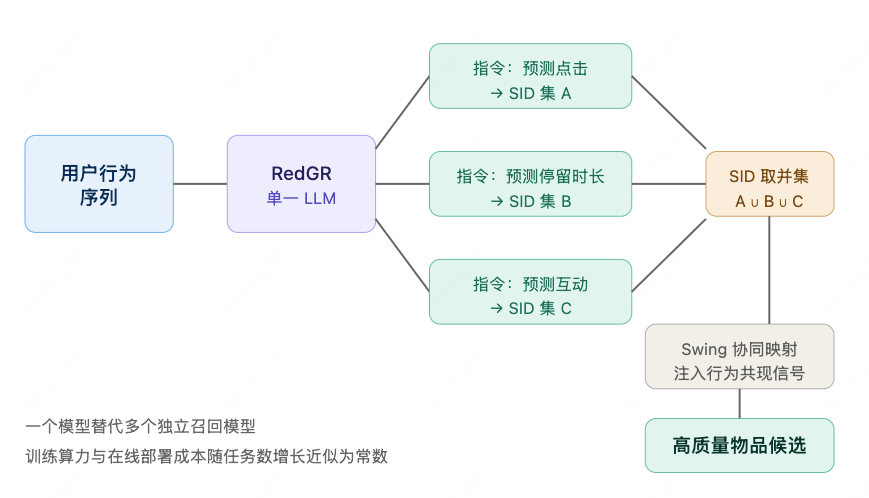 用户行为
序列
RedGR
单一 LLM
指令：预测点击
→ SID 集 A
指令：预测停留时长
→ SID 集 B
指令：预测互动
→ SID 集 C
SID 取并集
A ∪ B ∪ C
Swing 协同映射
注入行为共现信号
高质量物品候选
一个模型替代多个独立召回模型
训练算力与在线部署成本随任务数增长近似为常数